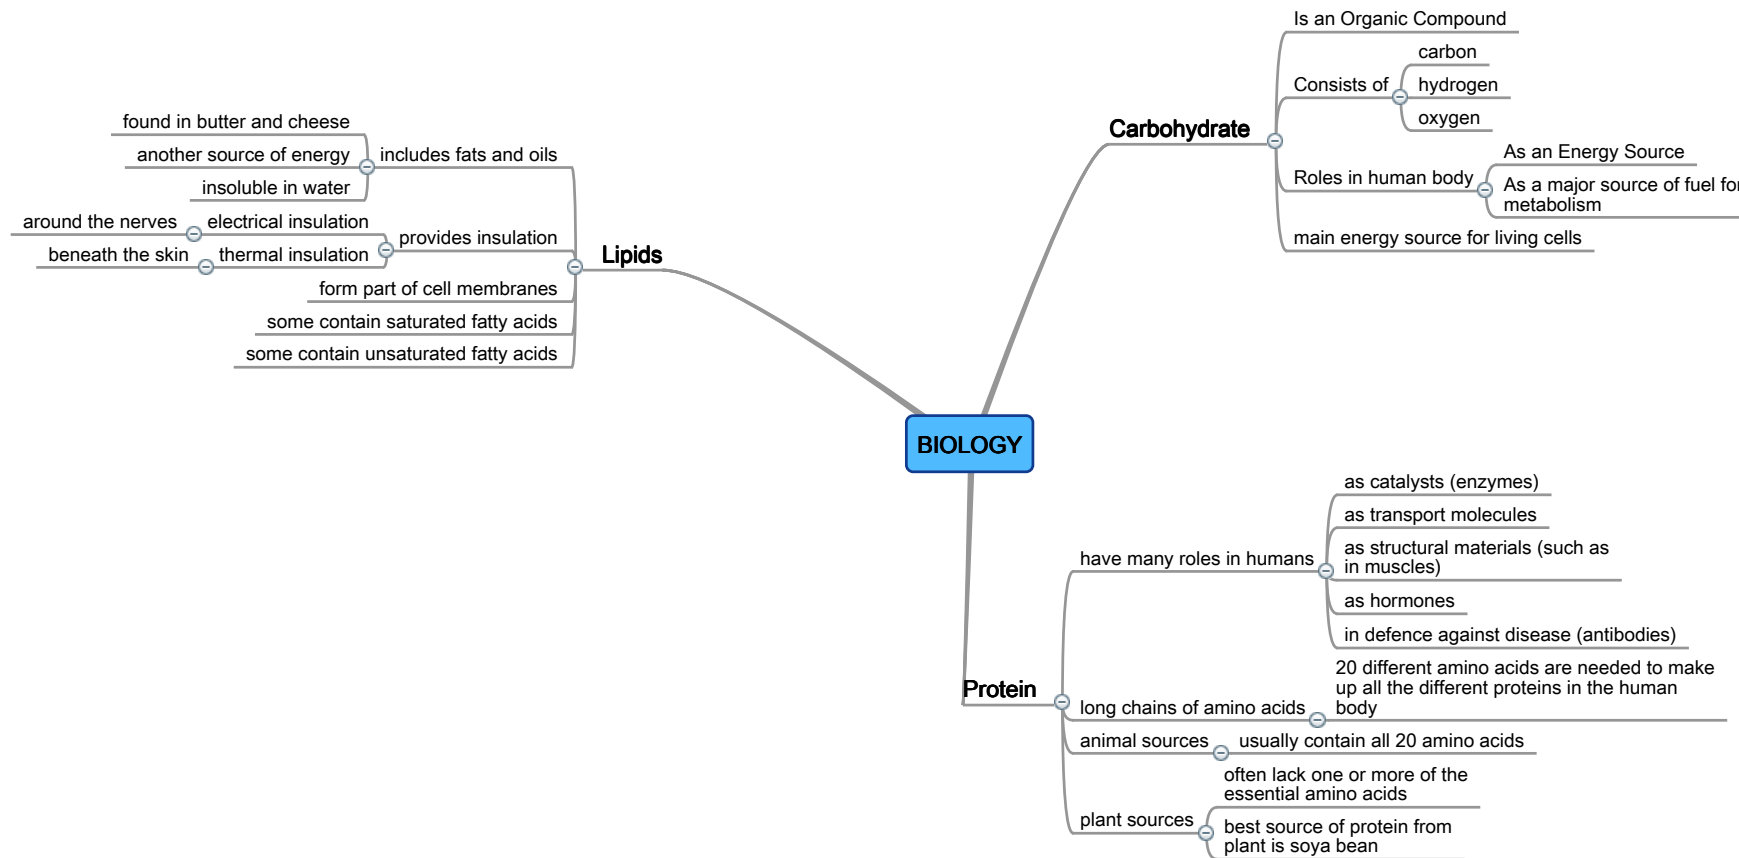 Is an Organic Compound
carbon
Consists of
hydrogen
oxygen
Carbohydrate
As an Energy Source
Roles in human body
As a major source of fuel for
metabolism
main energy source for living cells
found in butter and cheese
another source of energy
includes fats and oils
insoluble in water
around the nerves
electrical insulation
provides insulation
beneath the skin
thermal insulation
Lipids
form part of cell membranes
some contain saturated fatty acids
some contain unsaturated fatty acids
BIOLOGY
as catalysts (enzymes)
as transport molecules
have many roles in humans
as structural materials (such as
in muscles)
as hormones
in defence against disease (antibodies)
Protein
long chains of amino acids
20 different amino acids are needed to make
up all the different proteins in the human
body
animal sources
usually contain all 20 amino acids
plant sources
often lack one or more of the
essential amino acids
best source of protein from
plant is soya bean